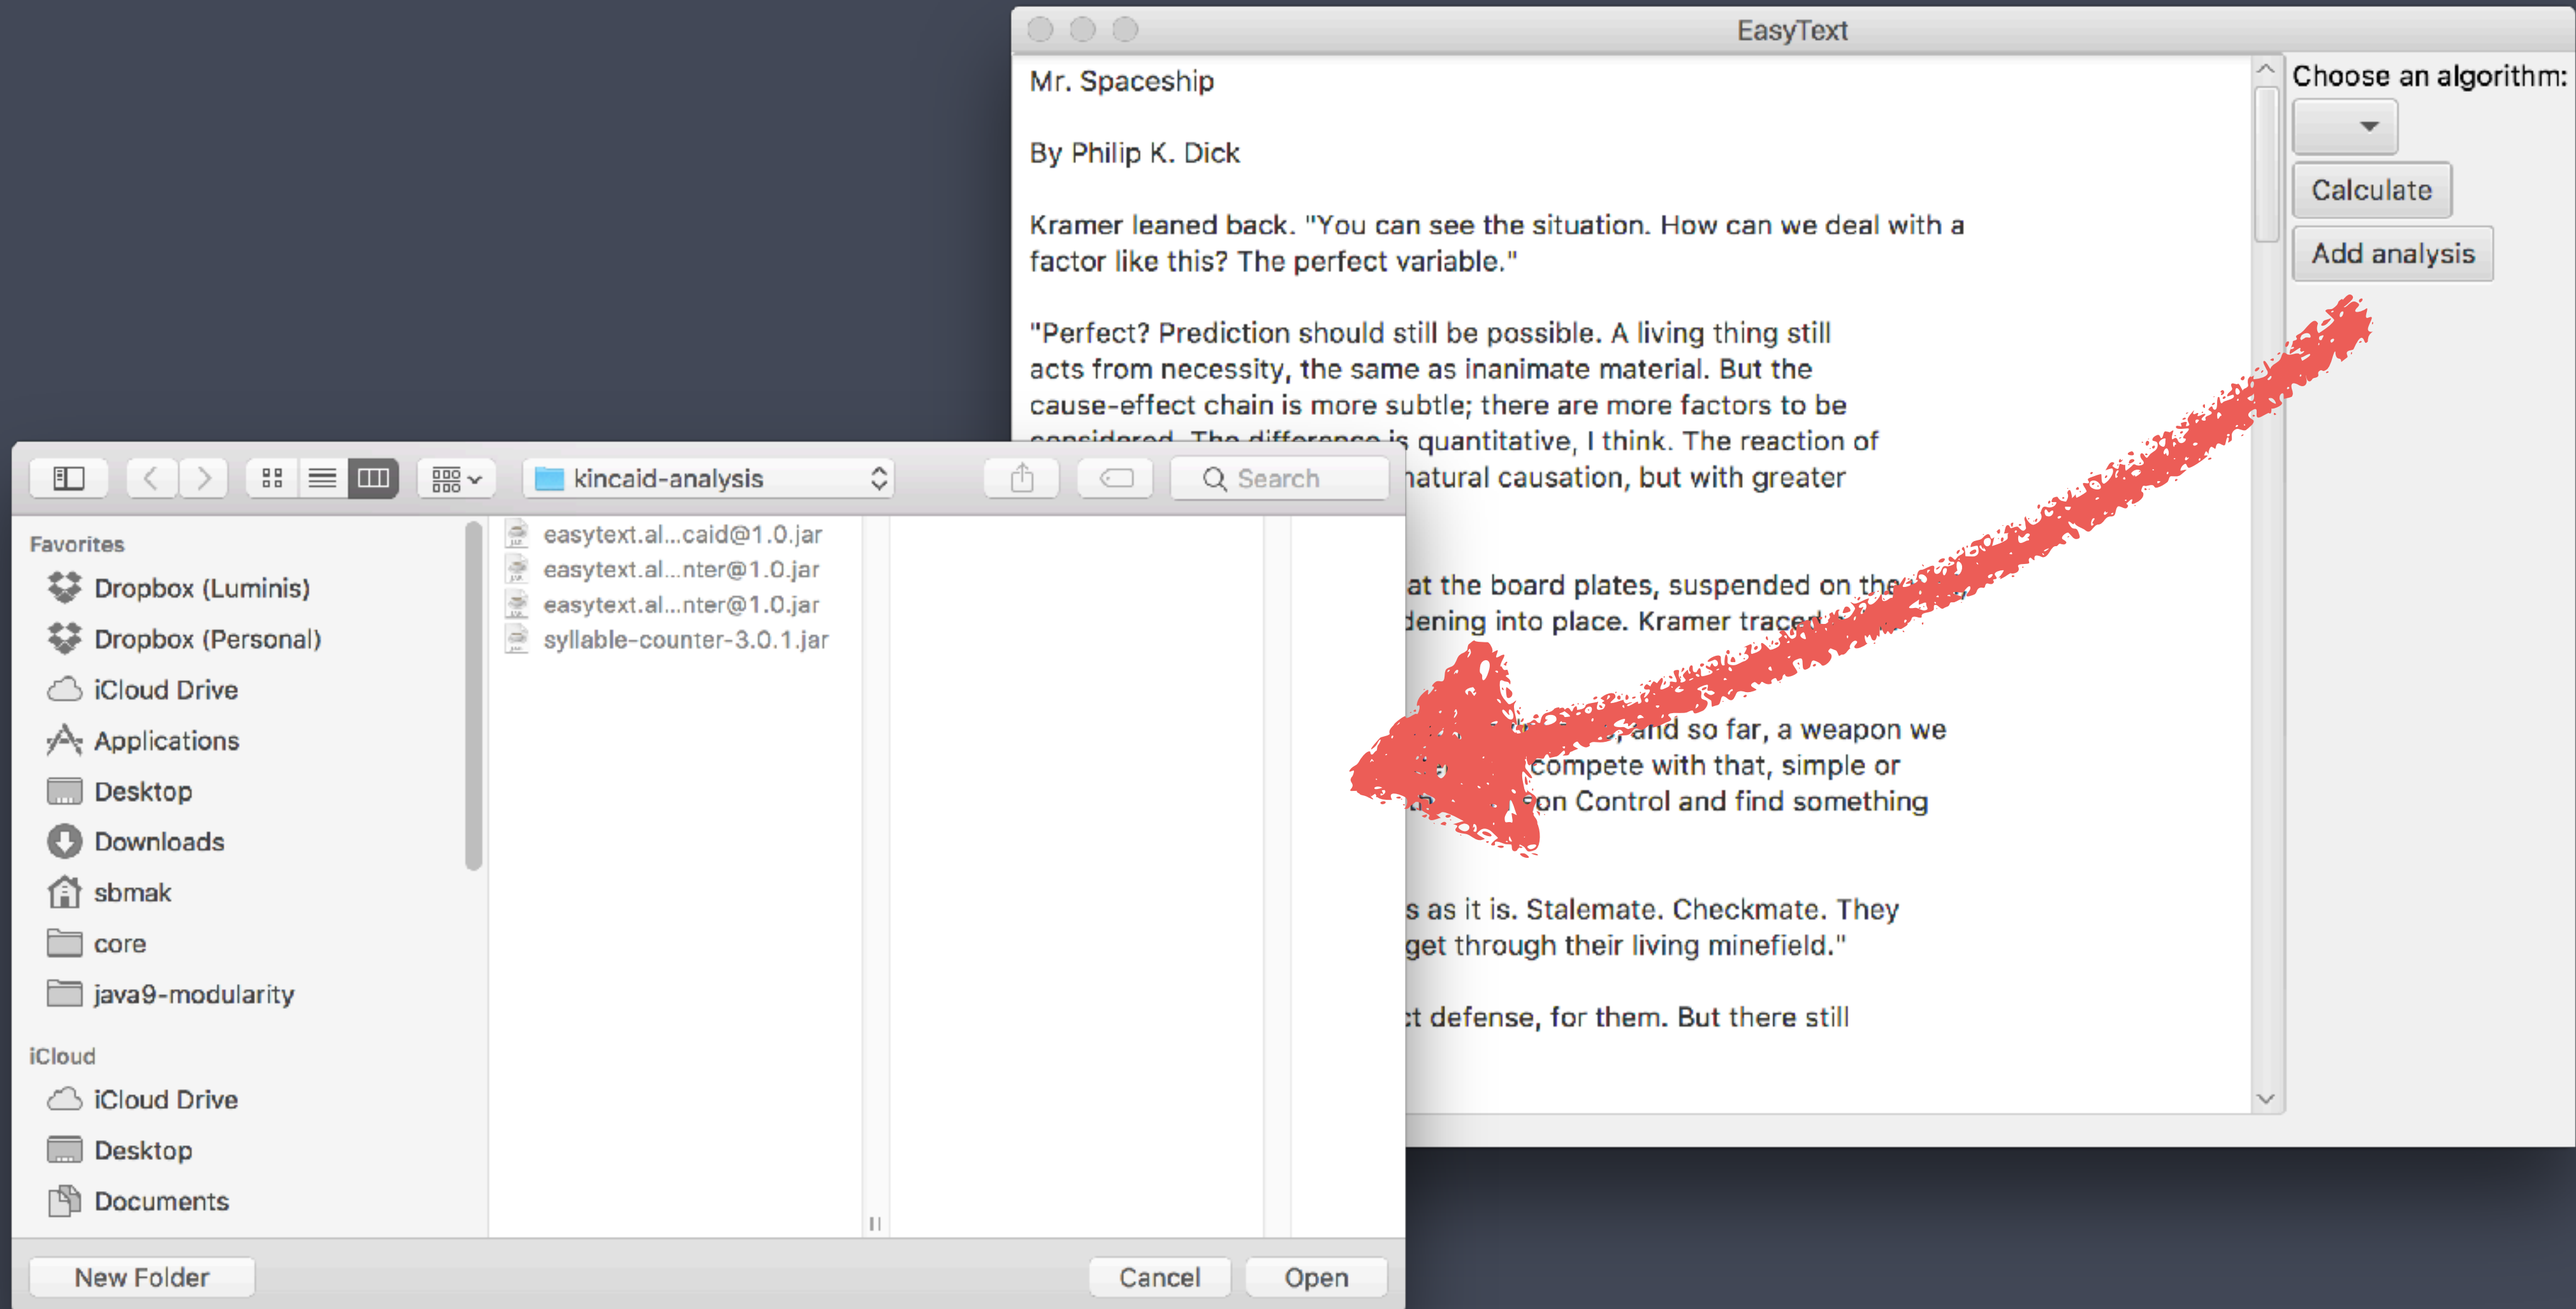 EasyText
Mr. Spaceship
By Philip K. Dick
Kramer leaned back. "You can see the situation. How can we deal with a
factor like this? The perfect variable."
"Perfect? Prediction should still be possible. A living thing still
acts from necessity, the same as inanimate material. But the
cause-effect chain is more subtle; there are more factors to be
considered. The difference is quantitative, I think. The reaction of
natural causation, but with greater
at the board plates, suspended on the
into place. Kramer traced
and so far, a weapon we
compete with that, simple or
Control and find something
as it is. Stalemate. Checkmate. They
get through their living minefield."
defense, for them. But there still
Choose an algorithm:
Calculate
Add analysis
kincaid-analysis
Search
Favorites
Dropbox (Luminis)
Dropbox (Personal)
iCloud Drive
Applications
Desktop
Downloads
sbmak
core
java9-modularity
iCloud
iCloud Drive
Desktop
Documents
easytext.al...caid@1.0.jar
easytext.al...nter@1.0.jar
easytext.al...nter@1.0.jar
syllable-counter-3.0.1.jar
New Folder
Cancel
Open